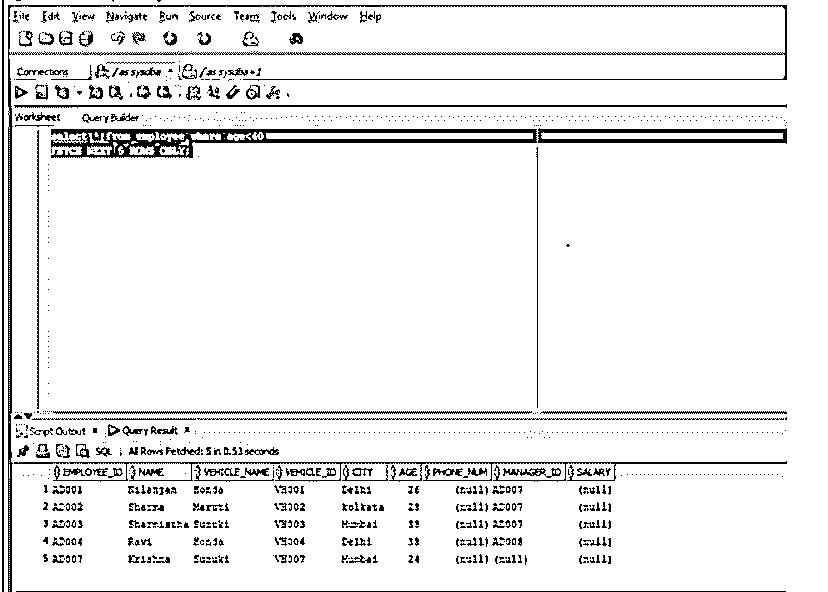 File Edit View Navigate Run Source Team Tools Window Help
Connections /as sysdba × /as sysdba~1
Worksheet Query Builder
select(*)from employee where age<40
FETCH NEXT ROWS ONLY;
Script Output × Query Result ×
SQL | All Rows Fetched: 5 in 0.53 seconds
EMPLOYEE_ID NAME VEHICLE_NAME VEHICLE_ID CITY AGE PHONE_NUM MANAGER_ID SALARY
1 AD001 Nilanjan Honda VH001 Delhi 26 (null) AD007 (null)
2 AD002 Sharma Maruti VH002 kolkata (null) AD007 (null)
3 AD003 Sharmistha Suzuki VH003 Mumbai (null) AD007 (null)
4 AD004 Ravi Honda VH004 Delhi (null) AD008 (null)
5 AD007 Krishna Suzuki VH007 Mumbai 24 (null) (null) (null)